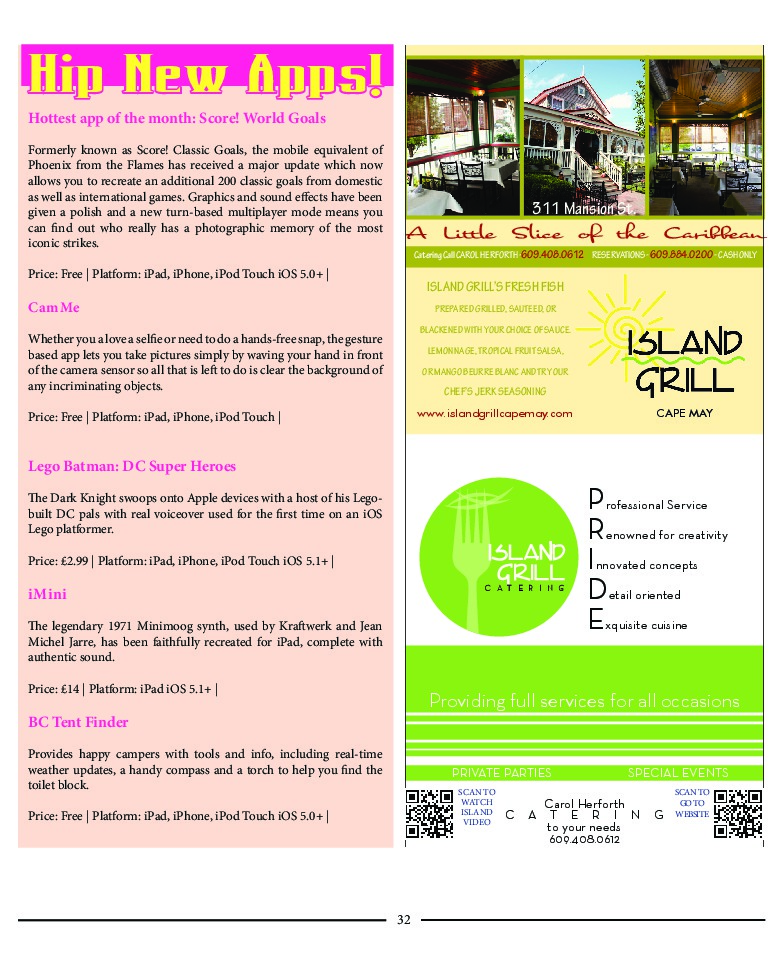 Hip New Apps!
Hottest app of the month: Score! World Goals
Formerly known as Score! Classic Goals, the mobile equivalent of
Phoenix from the Flames has received a major update which now
allows you to recreate an additional 200 classic goals from domestic
as well as international games. Graphics and sound effects have been
given a polish and a new turn-based multiplayer mode means you
can find out who really has a photographic memory of the most
iconic strikes.
Price: Free | Platform: iPad, iPhone, iPod Touch iOS 5.0+ |
CamMe
Whether you a love a selfie or need to do a hands-free snap, the gesture
based app lets you take pictures simply by waving your hand in front
of the camera sensor so all that is left to do is clear the background of
any incriminating objects.
Price: Free | Platform: iPad, iPhone, iPod Touch |
Lego Batman: DC Super Heroes
The Dark Knight swoops onto Apple devices with a host of his Lego-
built DC pals with real voiceover used for the first time on an iOS
Lego platformer.
Price: £2.99 | Platform: iPad, iPhone, iPod Touch iOS 5.1+ |
iMini
The legendary 1971 Minimoog synth, used by Kraftwerk and Jean
Michel Jarre, has been faithfully recreated for iPad, complete with
authentic sound.
Price: £14 | Platform: iPad iOS 5.1+ |
BC Tent Finder
Provides happy campers with tools and info, including real-time
weather updates, a handy compass and a torch to help you find the
toilet block.
Price: Free | Platform: iPad, iPhone, iPod Touch iOS 5.0+ |
311 Mansion St.
A Little Slice of the Caribbean
Catering Call CAROL HERFORTH · 609.408.0612 RESERVATIONS · 609.884.0200 · CASH ONLY
ISLAND GRILL'S FRESH FISH
PREPARED GRILLED, SAUTEED, OR
BLACKENED WITH YOUR CHOICE OF SAUCE.
LEMONNAGE, TROPICAL FRUIT SALSA,
OR MANGO BEURRE BLANC AND TRY OUR
CHEF'S JERK SEASONING
www.islandgrillcapemay.com
ISLAND
GRILL
CAPE MAY
ISLAND
GRILL
CATERING
Professional Service
Renowned for creativity
Innovated concepts
Detail oriented
Exquisite cuisine
Providing full services for all occasions
PRIVATE PARTIES SPECIAL EVENTS
SCAN TO
WATCH
ISLAND
VIDEO
Carol Herforth
CATERING
to your needs
609.408.0612
SCAN TO
GO TO
WEBSITE
32